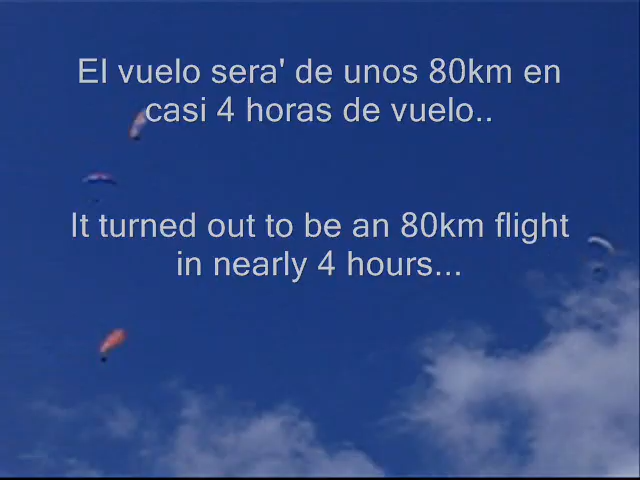 El vuelo sera' de unos 80km en
casi 4 horas de vuelo..
It turned out to be an 80km flight
in nearly 4 hours...